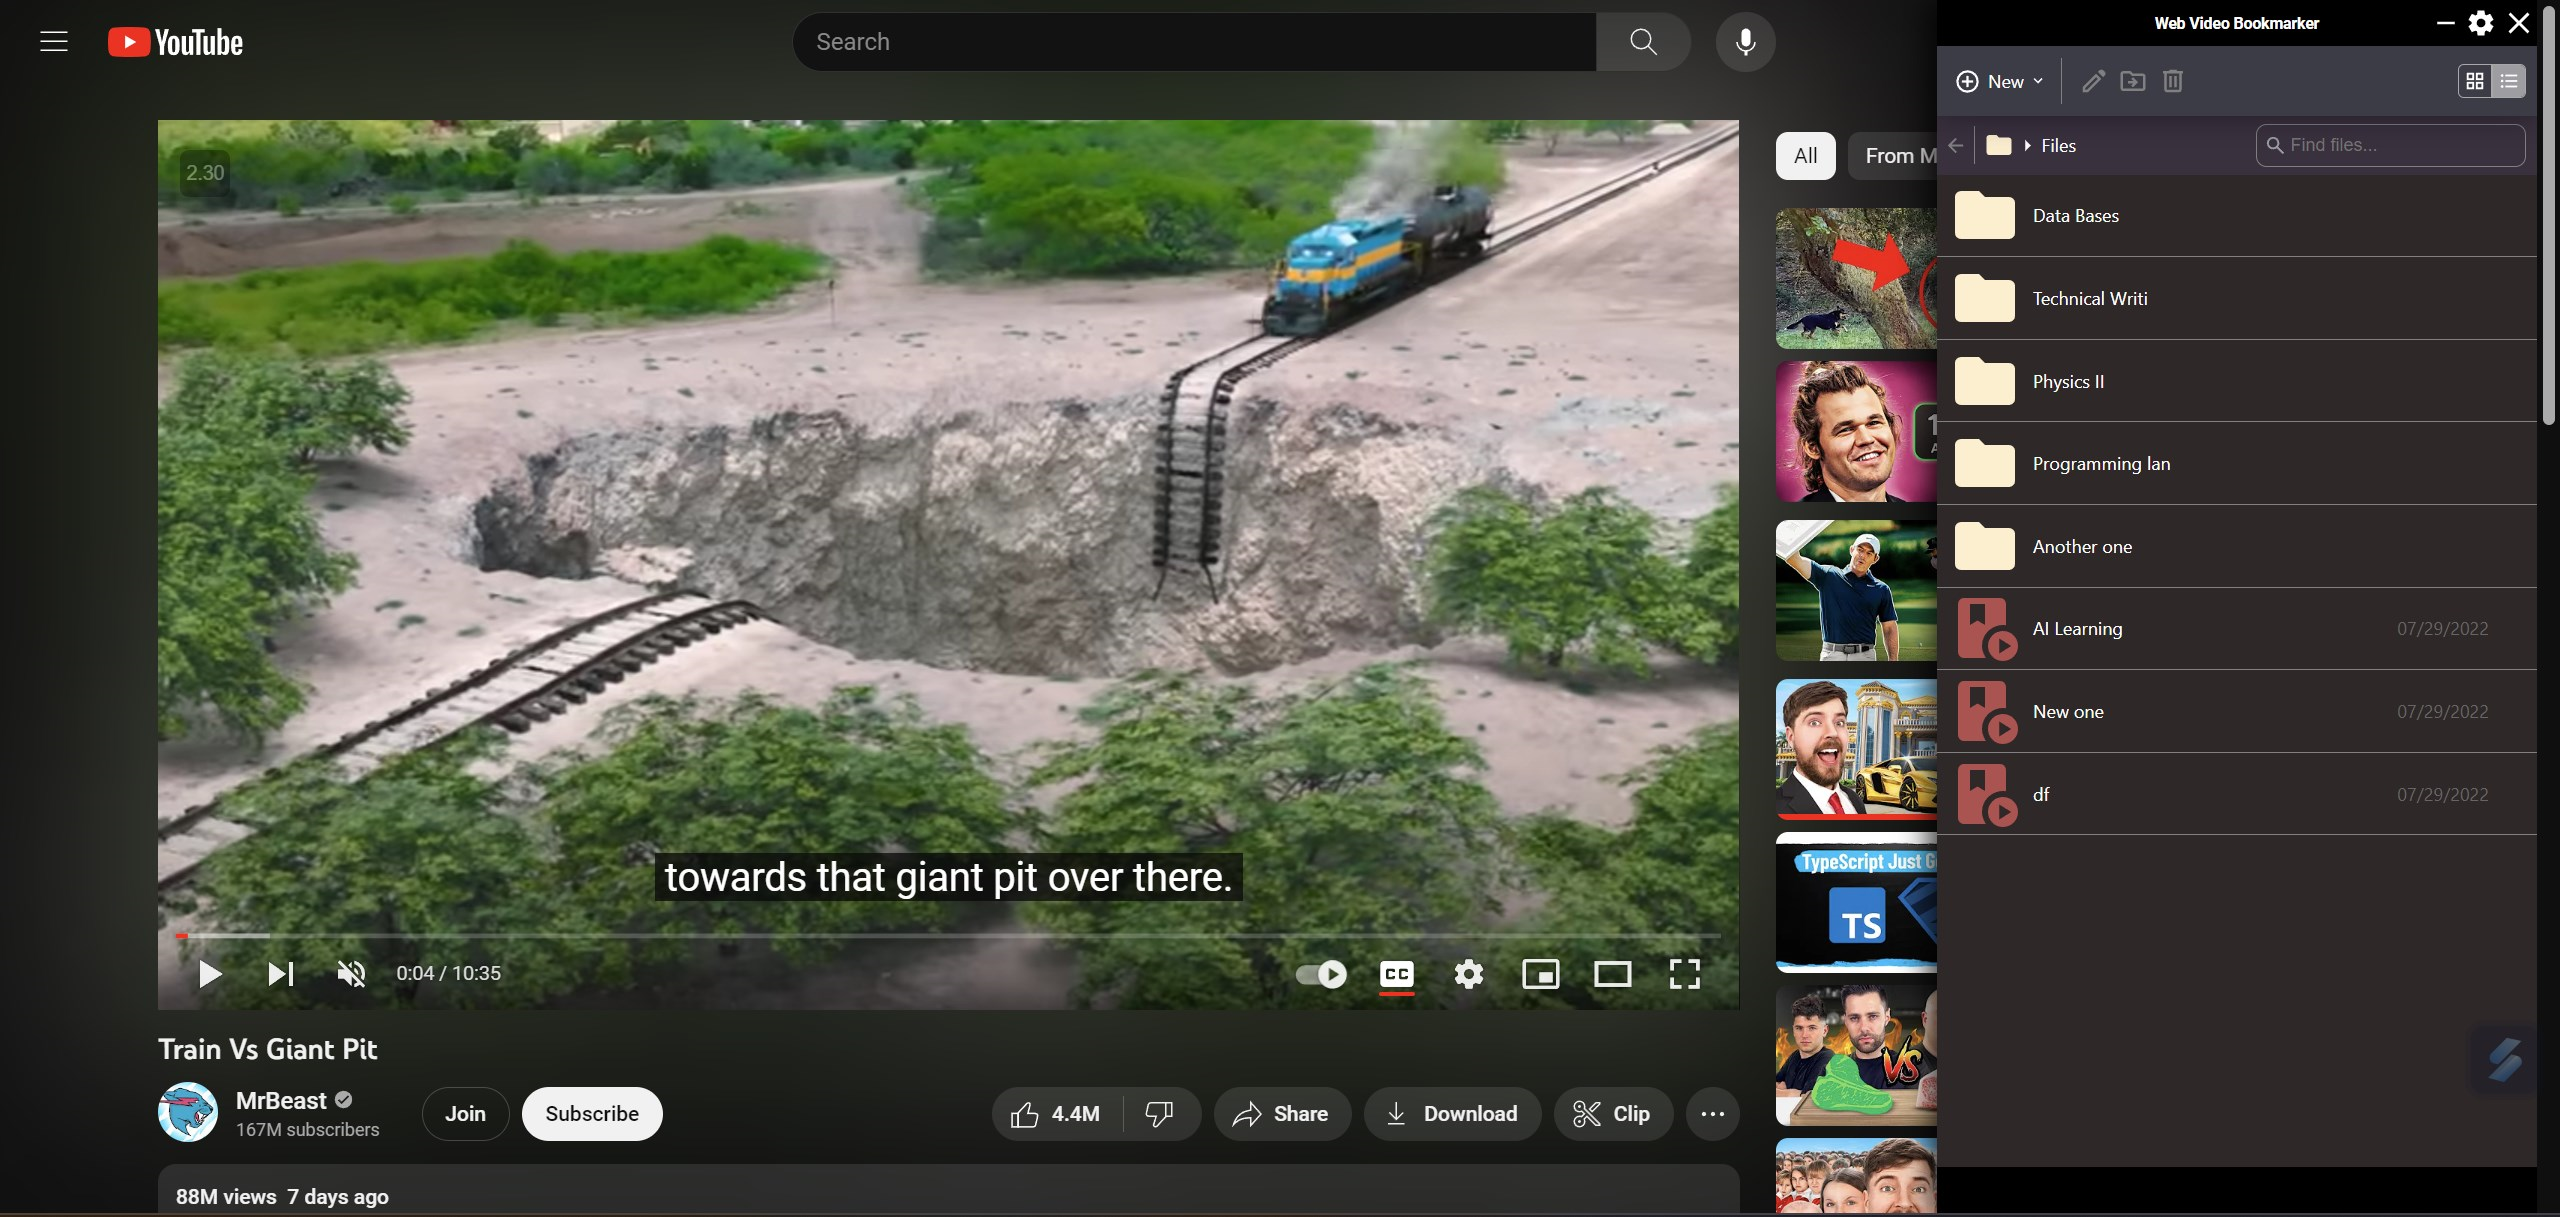 YouTube
Search
2.30
towards that giant pit over there.
0:04 / 10:35
CC
Train Vs Giant Pit
MrBeast
167M subscribers
Join
Subscribe
4.4M
Share
Download
Clip
88M views 7 days ago
All
From M
TypeScript Just G
TS
VS
Web Video Bookmarker
New
Files
Find files...
Data Bases
Technical Writi
Physics II
Programming lan
Another one
AI Learning 07/29/2022
New one 07/29/2022
df 07/29/2022